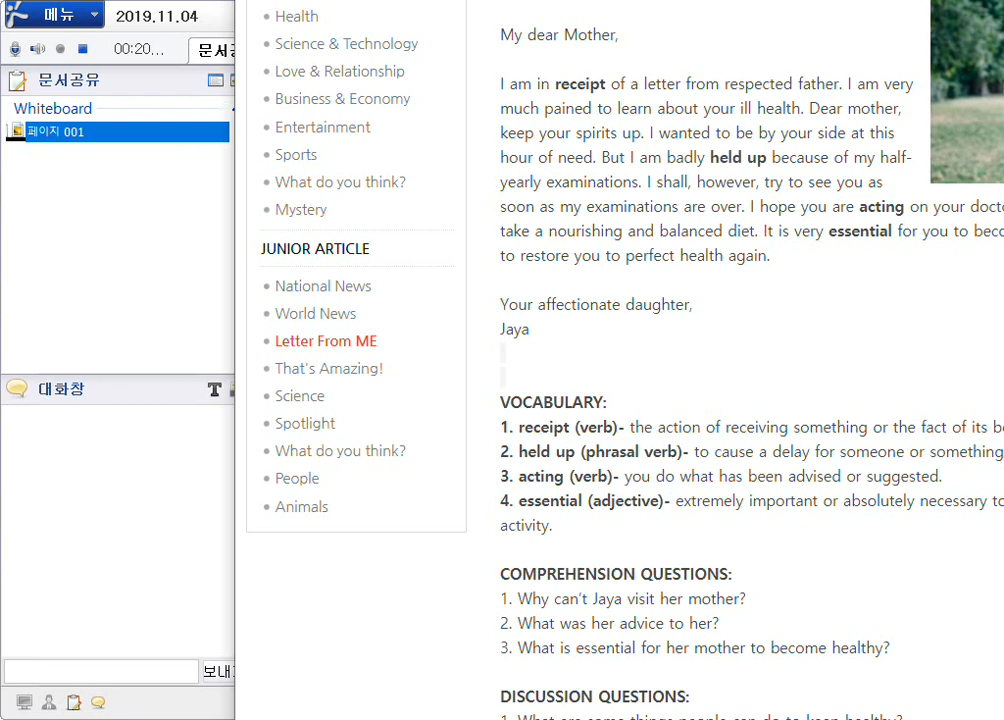 메뉴 2019.11.04
00:20...
문서공유
Whiteboard
페이지 001
대화창
T
Health
Science & Technology
Love & Relationship
Business & Economy
Entertainment
Sports
What do you think?
Mystery
JUNIOR ARTICLE
National News
World News
Letter From ME
That's Amazing!
Science
Spotlight
What do you think?
People
Animals
My dear Mother,
I am in receipt of a letter from respected father. I am very
much pained to learn about your ill health. Dear mother,
keep your spirits up. I wanted to be by your side at this
hour of need. But I am badly held up because of my half-
yearly examinations. I shall, however, try to see you as
soon as my examinations are over. I hope you are acting on your
take a nourishing and balanced diet. It is very essential for you to
to restore you to perfect health again.
Your affectionate daughter,
Jaya
VOCABULARY:
1. receipt (verb)- the action of receiving something or the fact of its
2. held up (phrasal verb)- to cause a delay for someone or something
3. acting (verb)- you do what has been advised or suggested.
4. essential (adjective)- extremely important or absolutely necessary
activity.
COMPREHENSION QUESTIONS:
1. Why can't Jaya visit her mother?
2. What was her advice to her?
3. What is essential for her mother to become healthy?
DISCUSSION QUESTIONS:
1. What are some things people can do to keep healthy?